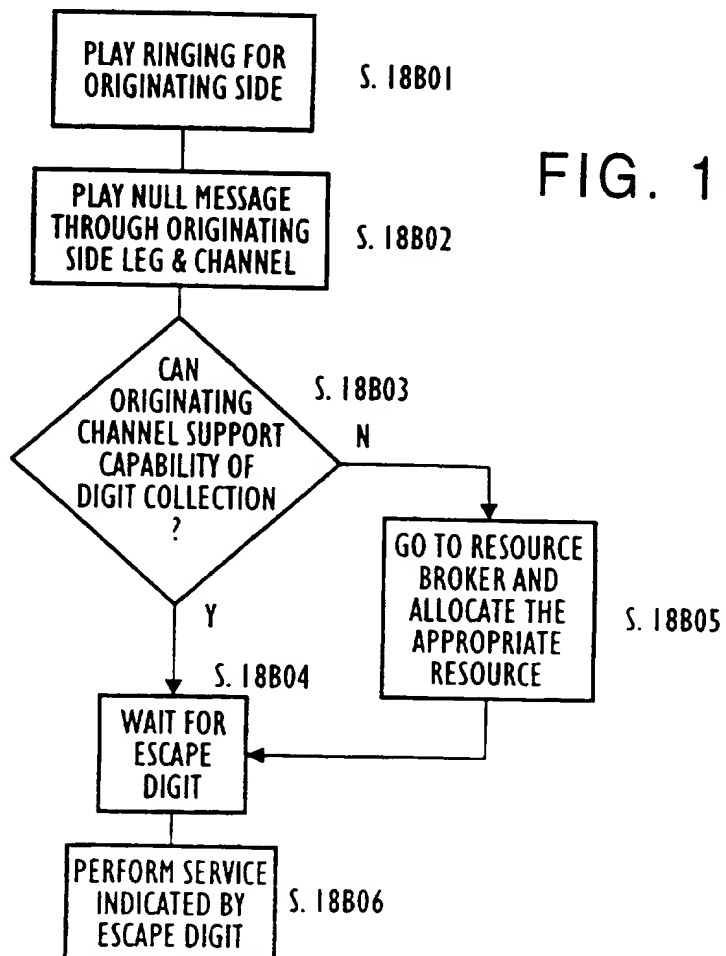 PLAY RINGING FOR
ORIGINATING SIDE
S. 18B01
FIG. 1
PLAY NULL MESSAGE
THROUGH ORIGINATING
SIDE LEG & CHANNEL
S. 18B02
CAN
ORIGINATING
CHANNEL SUPPORT
CAPABILITY OF
DIGIT COLLECTION
?
S. 18B03
N
Y
GO TO RESOURCE
BROKER AND
ALLOCATE THE
APPROPRIATE
RESOURCE
S. 18B05
S. 18B04
WAIT FOR
ESCAPE
DIGIT
PERFORM SERVICE
INDICATED BY
ESCAPE DIGIT
S. 18B06